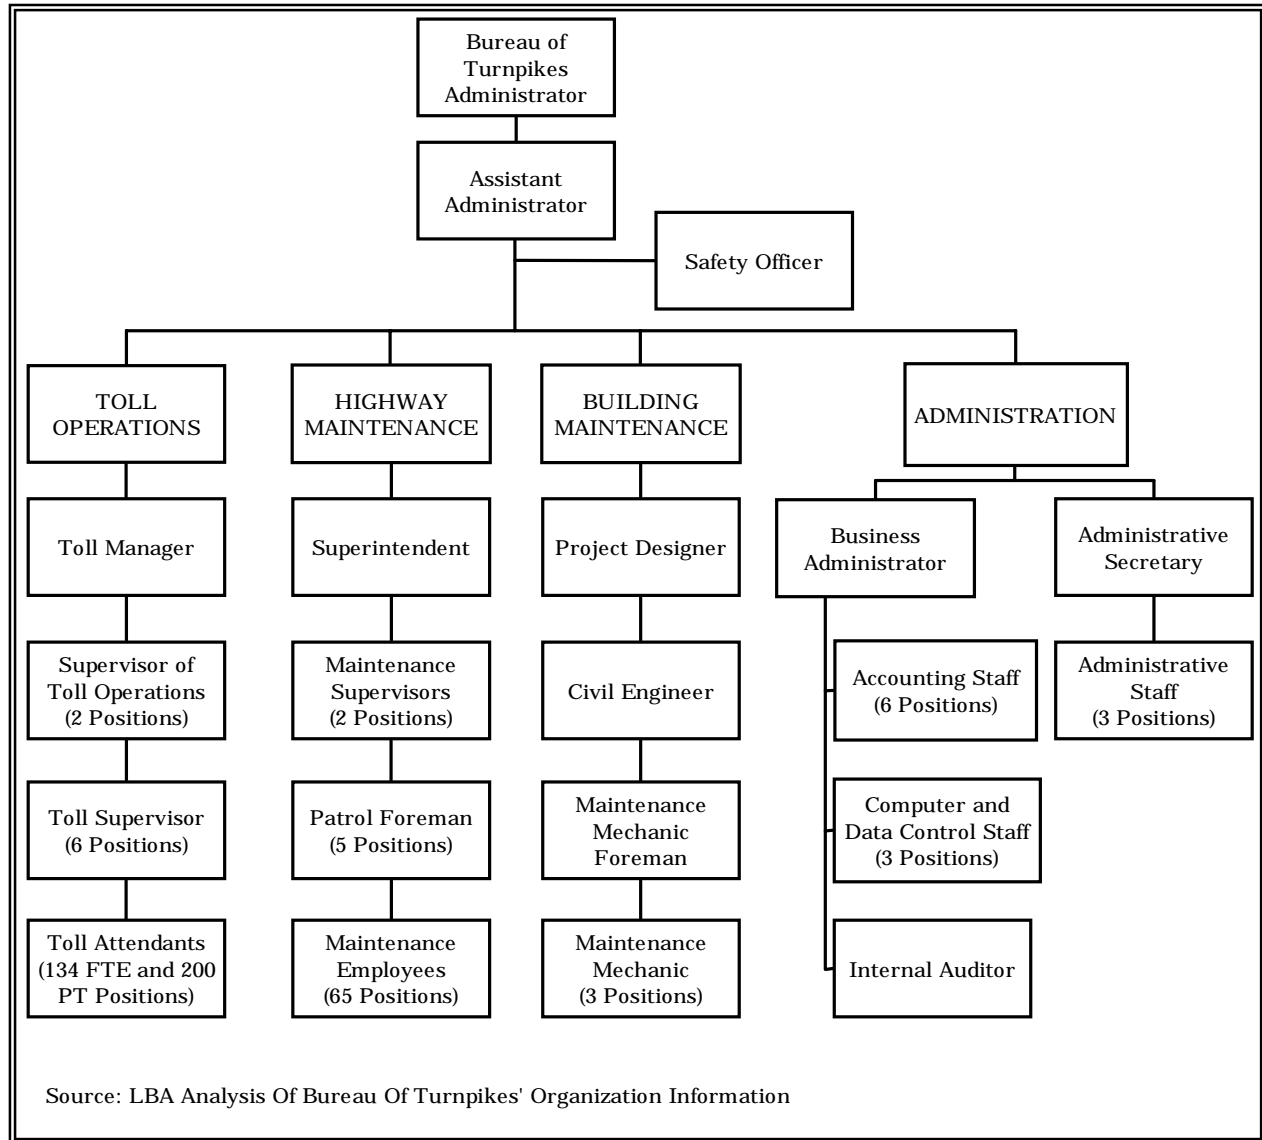 Bureau of
Turnpikes
Administrator
Assistant
Administrator
Safety Officer
TOLL
OPERATIONS
HIGHWAY
MAINTENANCE
BUILDING
MAINTENANCE
ADMINISTRATION
Toll Manager
Superintendent
Project Designer
Business
Administrator
Administrative
Secretary
Supervisor of
Toll Operations
(2 Positions)
Maintenance
Supervisors
(2 Positions)
Civil Engineer
Accounting Staff
(6 Positions)
Administrative
Staff
(3 Positions)
Toll Supervisor
(6 Positions)
Patrol Foreman
(5 Positions)
Maintenance
Mechanic
Foreman
Computer and
Data Control Staff
(3 Positions)
Toll Attendants
(134 FTE and 200
PT Positions)
Maintenance
Employees
(65 Positions)
Maintenance
Mechanic
(3 Positions)
Internal Auditor
Source: LBA Analysis Of Bureau Of Turnpikes' Organization Information